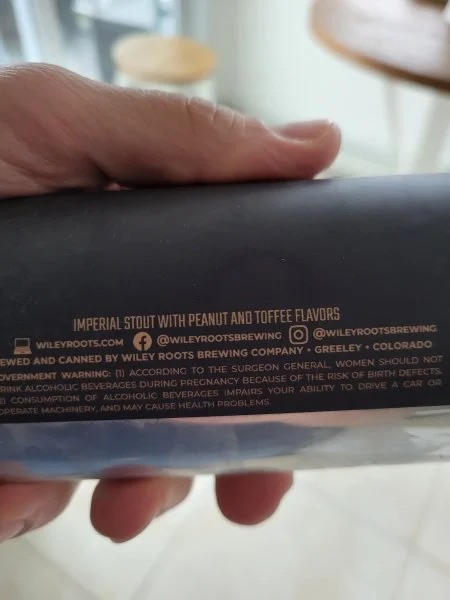 IMPERIAL STOUT WITH PEANUT AND TOFFEE FLAVORS
WILEYROOTS.COM @WILEYROOTSBREWING @WILEYROOTSBREWING
EWED AND CANNED BY WILEY ROOTS BREWING COMPANY • GREELEY • COLORADO
OVERNMENT WARNING: (1) ACCORDING TO THE SURGEON GENERAL, WOMEN SHOULD NOT
RINK ALCOHOLIC BEVERAGES DURING PREGNANCY BECAUSE OF THE RISK OF BIRTH DEFECTS.
) CONSUMPTION OF ALCOHOLIC BEVERAGES IMPAIRS YOUR ABILITY TO DRIVE A CAR OR
OPERATE MACHINERY, AND MAY CAUSE HEALTH PROBLEMS.